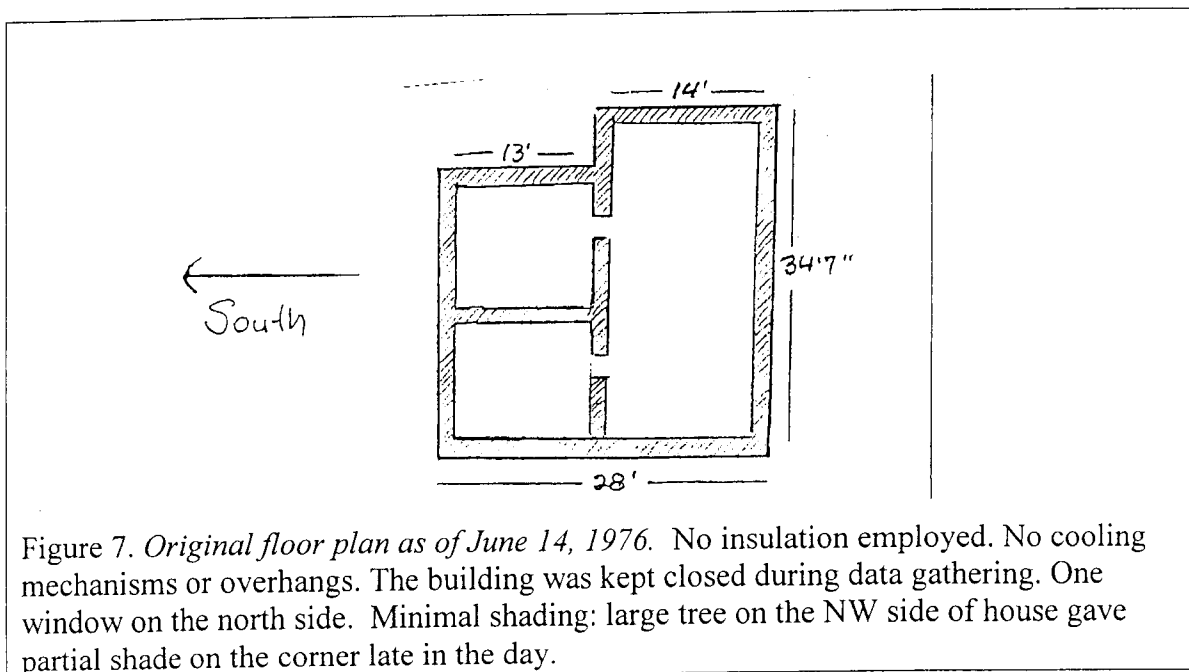 14'
13'
34'7"
South
28'
Figure 7. Original floor plan as of June 14, 1976. No insulation employed. No cooling
mechanisms or overhangs. The building was kept closed during data gathering. One
window on the north side. Minimal shading: large tree on the NW side of house gave
partial shade on the corner late in the day.